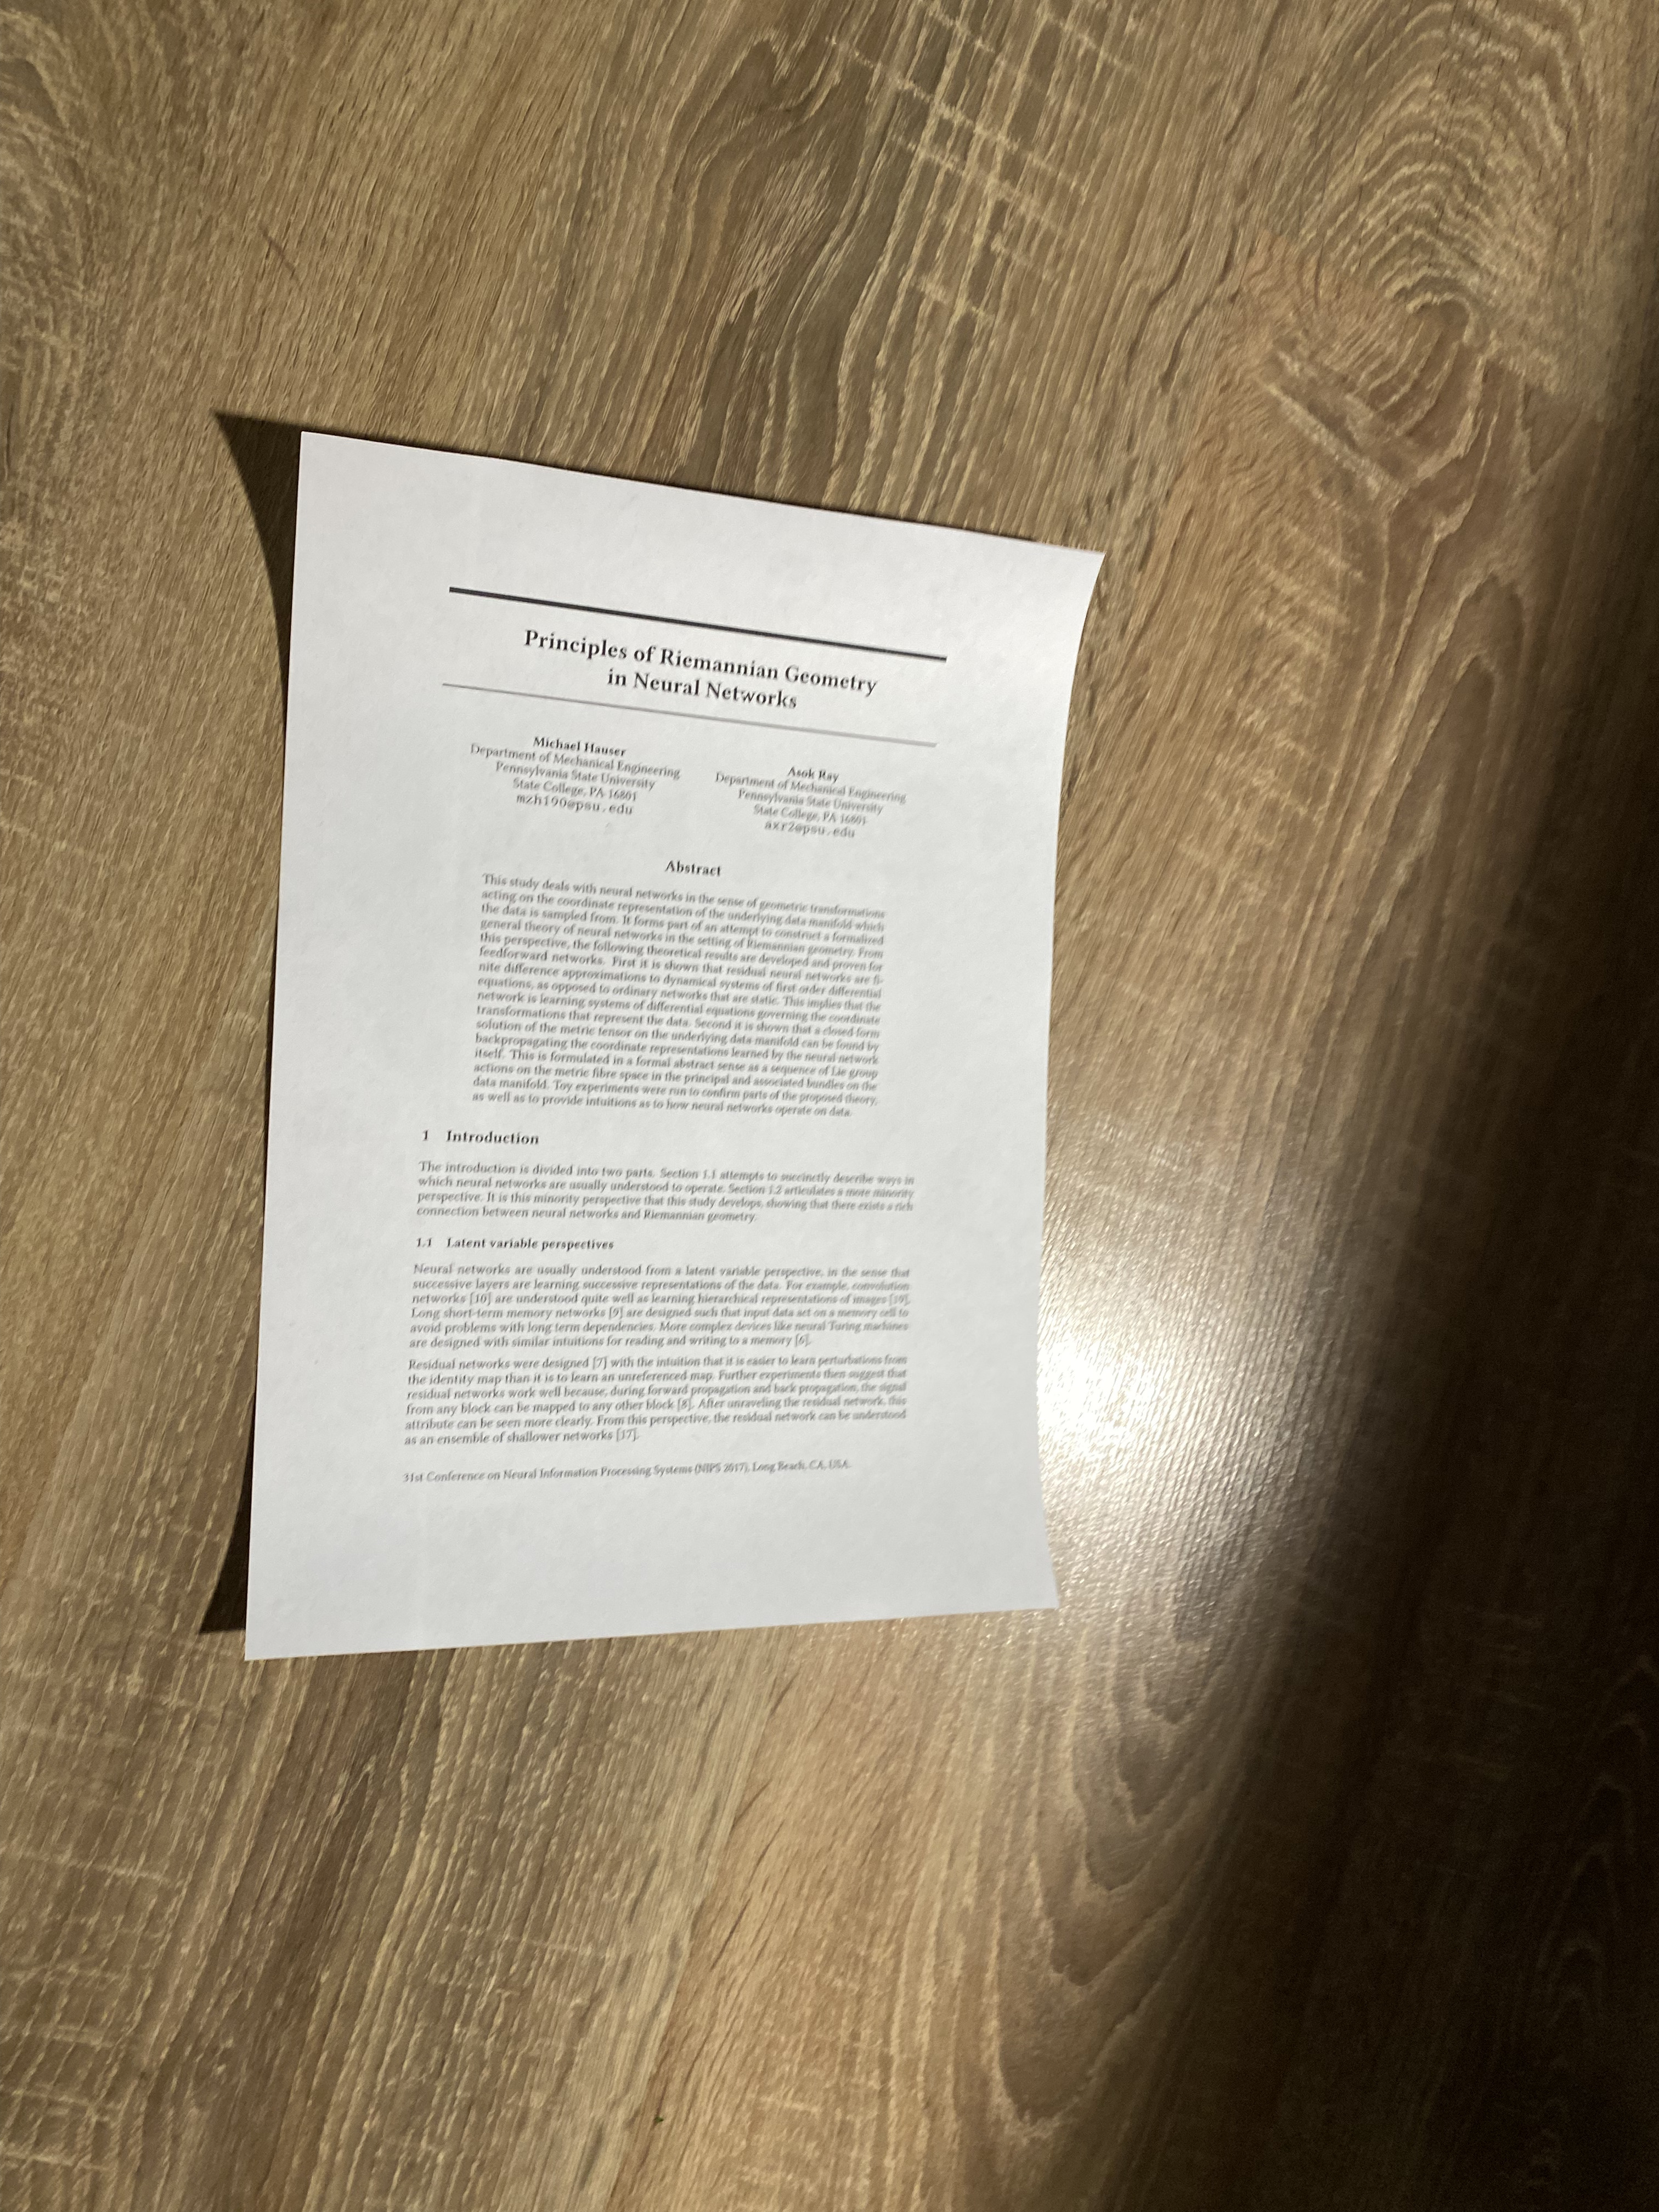 Principles of Riemannian Geometry
in Neural Networks
Michael Hauser
Department of Mechanical Engineering
Pennsylvania State University
State College, PA 16801
mzh190@psu.edu
Asok Ray
Department of Mechanical Engineering
Pennsylvania State University
State College, PA 16801
axr2@psu.edu
Abstract
This study deals with neural networks in the sense of geometric transformations
acting on the coordinate representation of the underlying data manifold which
the data is sampled from. It forms part of an attempt to construct a formalized
general theory of neural networks in the setting of Riemannian geometry. From
this perspective, the following theoretical results are developed and proven for
feedforward networks. First it is shown that residual neural networks are fi-
nite difference approximations to dynamical systems of first order differential
equations, as opposed to ordinary networks that are static. This implies that the
network is learning systems of differential equations governing the coordinate
transformations that represent the data. Second it is shown that a closed form
solution of the metric tensor on the underlying data manifold can be found by
backpropagating the coordinate representations learned by the neural network
itself. This is formulated in a formal abstract sense as a sequence of Lie group
actions on the metric fibre space in the principal and associated bundles on the
data manifold. Toy experiments were run to confirm parts of the proposed theory,
as well as to provide intuitions as to how neural networks operate on data.
1 Introduction
The introduction is divided into two parts. Section 1.1 attempts to succinctly describe ways in
which neural networks are usually understood to operate. Section 1.2 articulates a more minority
perspective. It is this minority perspective that this study develops, showing that there exists a rich
connection between neural networks and Riemannian geometry.
1.1 Latent variable perspectives
Neural networks are usually understood from a latent variable perspective, in the sense that
successive layers are learning successive representations of the data. For example, convolution
networks [10] are understood quite well as learning hierarchical representations of images [19].
Long short-term memory networks [9] are designed such that input data act on a memory cell to
avoid problems with long term dependencies. More complex devices like neural Turing machines
are designed with similar intuitions for reading and writing to a memory [6].
Residual networks were designed [7] with the intuition that it is easier to learn perturbations from
the identity map than it is to learn an unreferenced map. Further experiments then suggest that
residual networks work well because, during forward propagation and back propagation, the signal
from any block can be mapped to any other block [8]. After unraveling the residual network, this
attribute can be seen more clearly. From this perspective, the residual network can be understood
as an ensemble of shallower networks [17].
31st Conference on Neural Information Processing Systems (NIPS 2017), Long Beach, CA, USA.